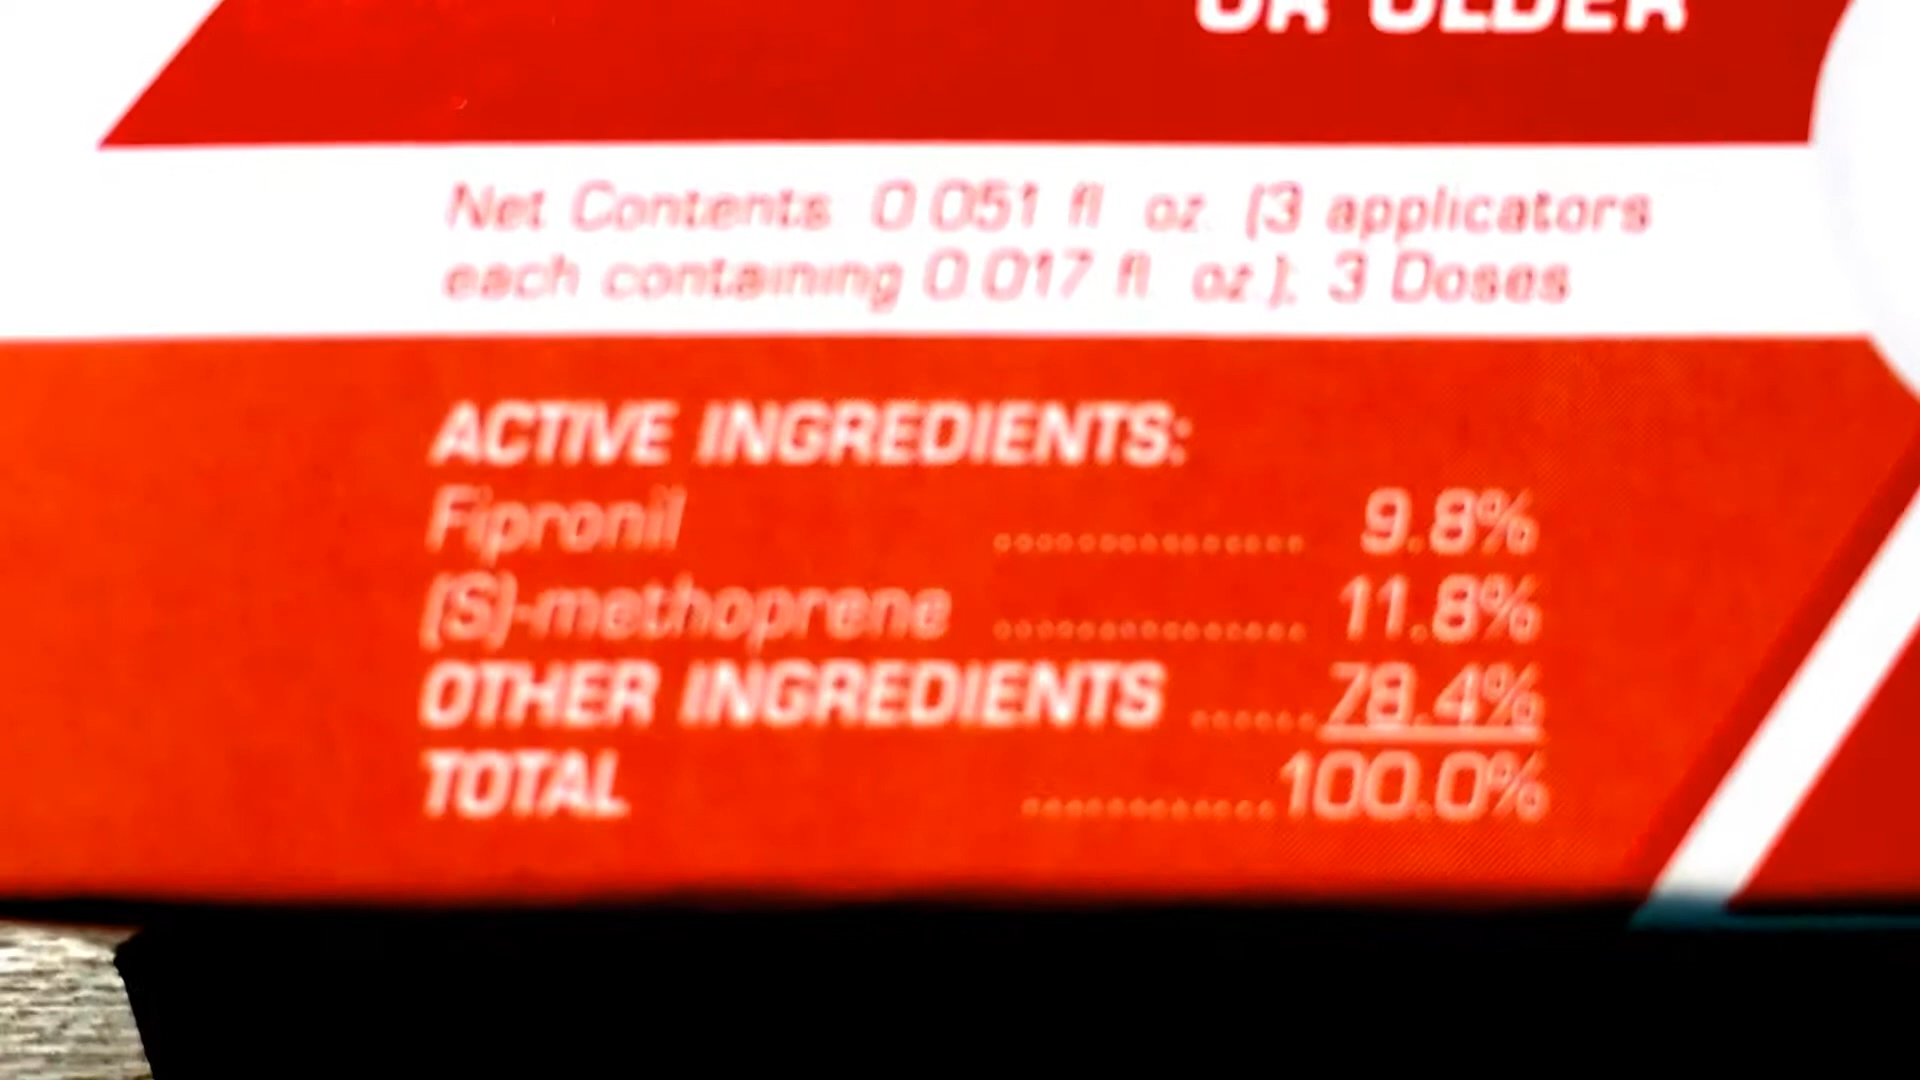 OR OLDER
Net Contents: 0.051 fl. oz. (3 applicators
each containing 0.017 fl. oz.); 3 Doses
ACTIVE INGREDIENTS:
Fipronil ............... 9.8%
(S)-methoprene ............... 11.8%
OTHER INGREDIENTS ...... 78.4%
TOTAL ............ 100.0%